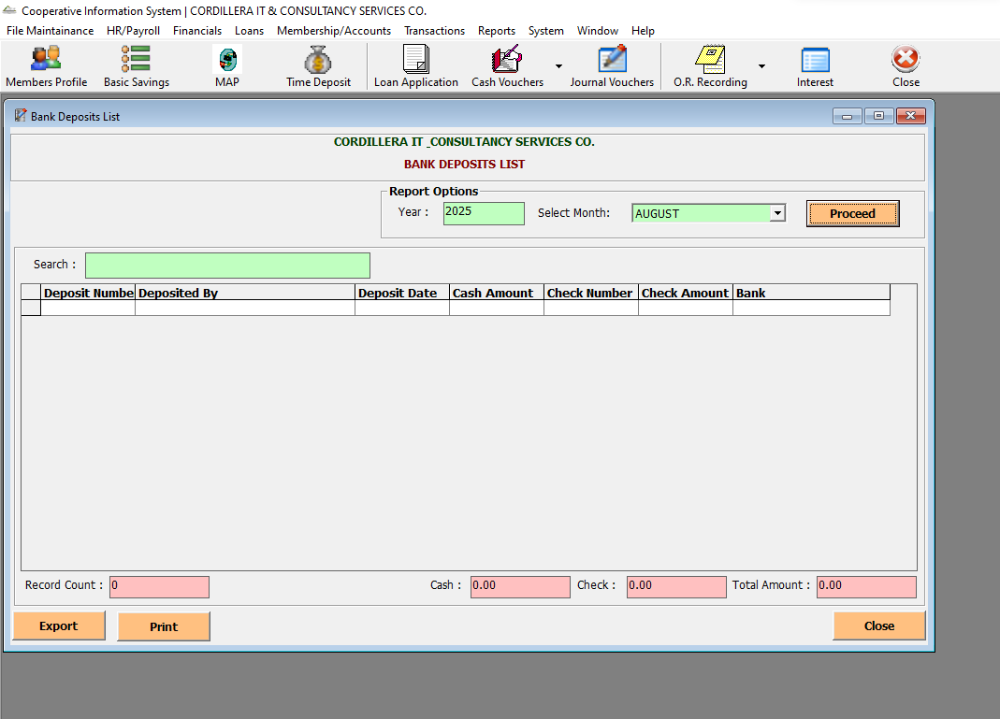 Cooperative Information System | CORDILLERA IT & CONSULTANCY SERVICES CO.
File Maintainance HR/Payroll Financials Loans Membership/Accounts Transactions Reports System Window Help
Members Profile Basic Savings MAP Time Deposit Loan Application Cash Vouchers Journal Vouchers O.R. Recording Interest Close
Bank Deposits List
CORDILLERA IT _CONSULTANCY SERVICES CO.
BANK DEPOSITS LIST
Report Options
Year : 2025 Select Month: AUGUST Proceed
Search :
Deposit Numbe Deposited By Deposit Date Cash Amount Check Number Check Amount Bank
Record Count : 0 Cash : 0.00 Check : 0.00 Total Amount : 0.00
Export Print Close